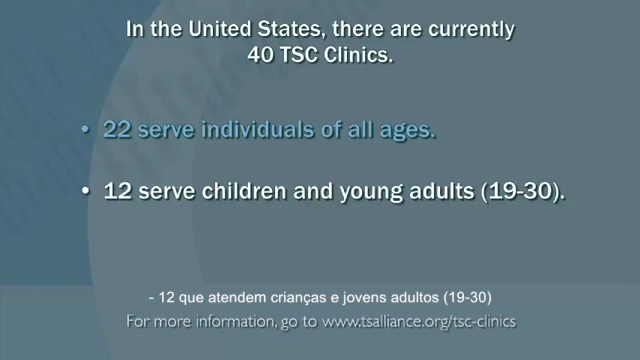 In the United States, there are currently
40 TSC Clinics.
• 22 serve individuals of all ages.
• 12 serve children and young adults (19-30).
- 12 que atendem crianças e jovens adultos (19-30)
For more information, go to www.tsalliance.org/tsc-clinics